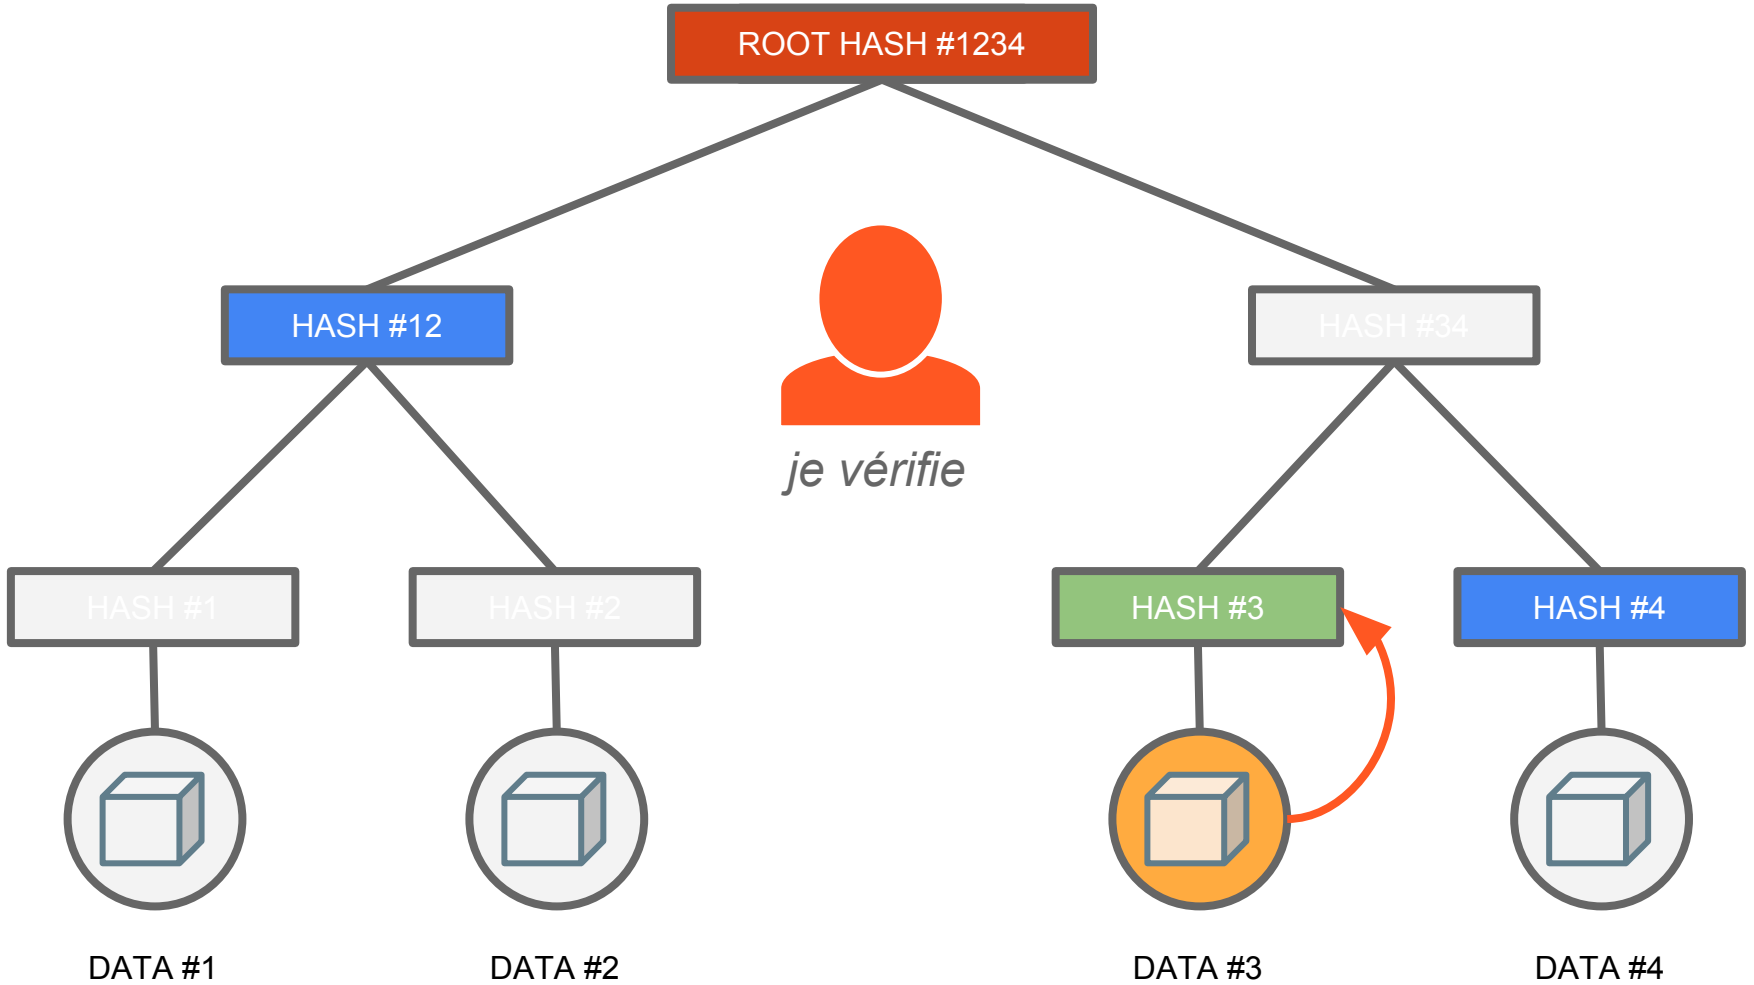 ROOT HASH #1234
HASH #12
HASH #34
je vérifie
HASH #1
HASH #2
HASH #3
HASH #4
DATA #1
DATA #2
DATA #3
DATA #4